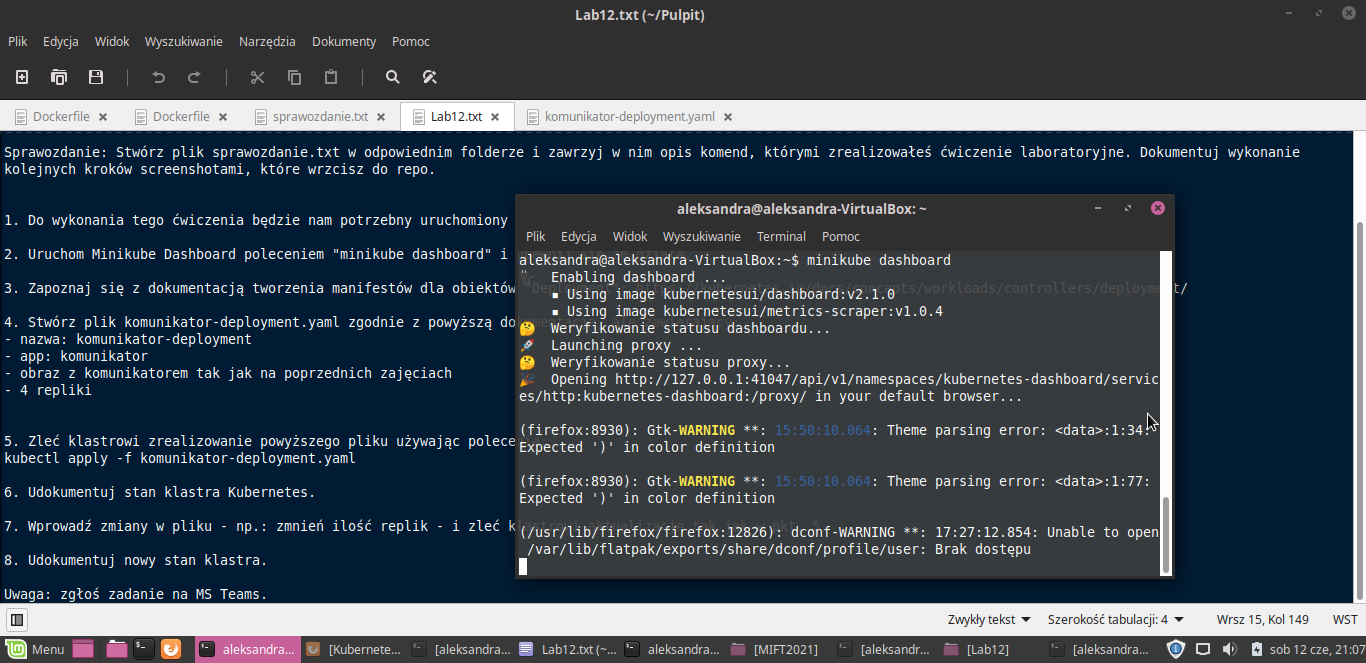 Lab12.txt (~/Pulpit)
Plik Edycja Widok Wyszukiwanie Narzędzia Dokumenty Pomoc
Dockerfile Dockerfile sprawozdanie.txt Lab12.txt komunikator-deployment.yaml
Sprawozdanie: Stwórz plik sprawozdanie.txt w odpowiednim folderze i zawrzyj w nim opis komend, którymi zrealizowałeś ćwiczenie laboratoryjne. Dokumentuj wykonanie
kolejnych kroków screenshotami, które wrzcisz do repo.
1. Do wykonania tego ćwiczenia będzie nam potrzebny uruchomiony
2. Uruchom Minikube Dashboard poleceniem "minikube dashboard" i
3. Zapoznaj się z dokumentacją tworzenia manifestów dla obiektów
4. Stwórz plik komunikator-deployment.yaml zgodnie z powyższą do
- nazwa: komunikator-deployment
- app: komunikator
- obraz z komunikatorem tak jak na poprzednich zajęciach
- 4 repliki
5. Zleć klastrowi zrealizowanie powyższego pliku używając polece
kubectl apply -f komunikator-deployment.yaml
6. Udokumentuj stan klastra Kubernetes.
7. Wprowadź zmiany w pliku - np.: zmień ilość replik - i zleć k
8. Udokumentuj nowy stan klastra.
Uwaga: zgłoś zadanie na MS Teams.
aleksandra@aleksandra-VirtualBox: ~
Plik Edycja Widok Wyszukiwanie Terminal Pomoc
aleksandra@aleksandra-VirtualBox:~$ minikube dashboard
Enabling dashboard ...
▪ Using image kubernetesui/dashboard:v2.1.0
▪ Using image kubernetesui/metrics-scraper:v1.0.4
🤔 Weryfikowanie statusu dashboardu...
🚀 Launching proxy ...
🤔 Weryfikowanie statusu proxy...
🎉 Opening http://127.0.0.1:41047/api/v1/namespaces/kubernetes-dashboard/servic
es/http:kubernetes-dashboard:/proxy/ in your default browser...
(firefox:8930): Gtk-WARNING **: 15:50:10.064: Theme parsing error: <data>:1:34:
Expected ')' in color definition
(firefox:8930): Gtk-WARNING **: 15:50:10.064: Theme parsing error: <data>:1:77:
Expected ')' in color definition
(/usr/lib/firefox/firefox:12826): dconf-WARNING **: 17:27:12.854: Unable to open
/var/lib/flatpak/exports/share/dconf/profile/user: Brak dostępu
Zwykły tekst Szerokość tabulacji: 4 Wrsz 15, Kol 149 WST
Menu aleksandra... [Kubernete... [aleksandr... Lab12.txt (~... aleksandra... [MIFT2021] [aleksandr... [Lab12] [aleksandr... sob 12 cze, 21:07